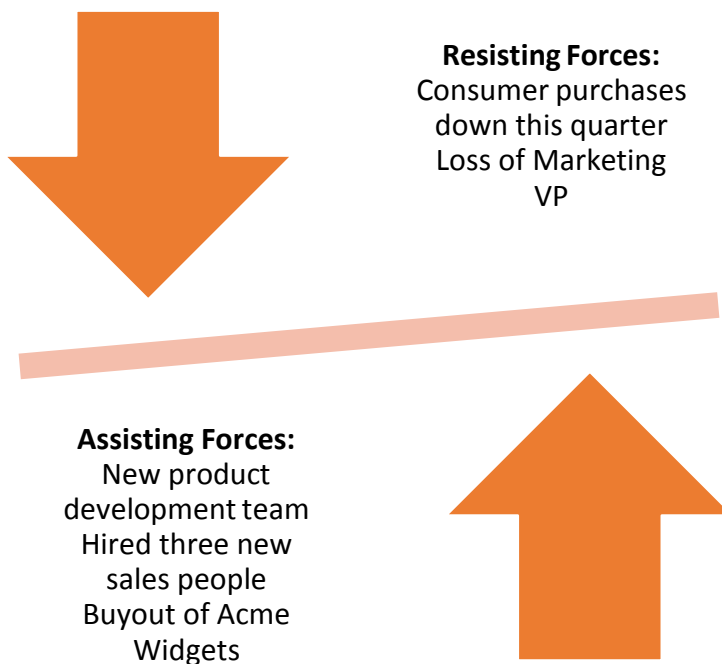 Resisting Forces:
Consumer purchases
down this quarter
Loss of Marketing
VP
Assisting Forces:
New product
development team
Hired three new
sales people
Buyout of Acme
Widgets